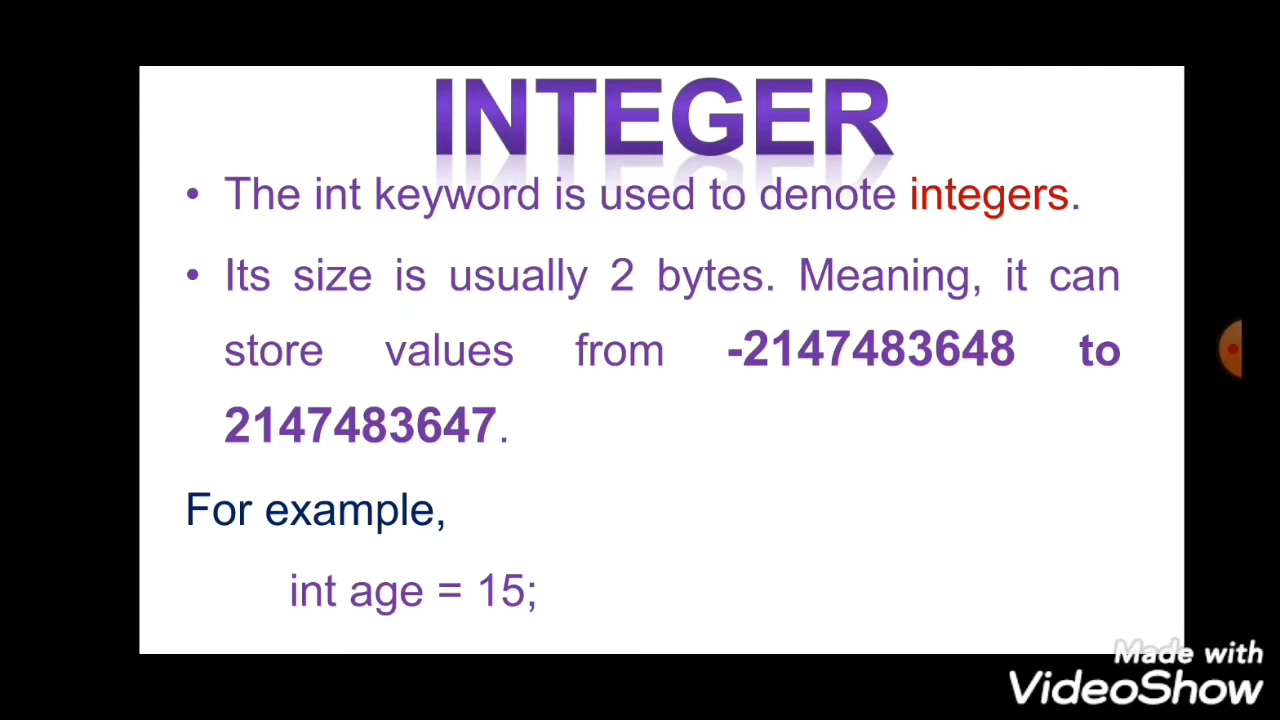 INTEGER
• The int keyword is used to denote integers.
• Its size is usually 2 bytes. Meaning, it can
store values from -2147483648 to
2147483647.
For example,
int age = 15;
Made with
VideoShow